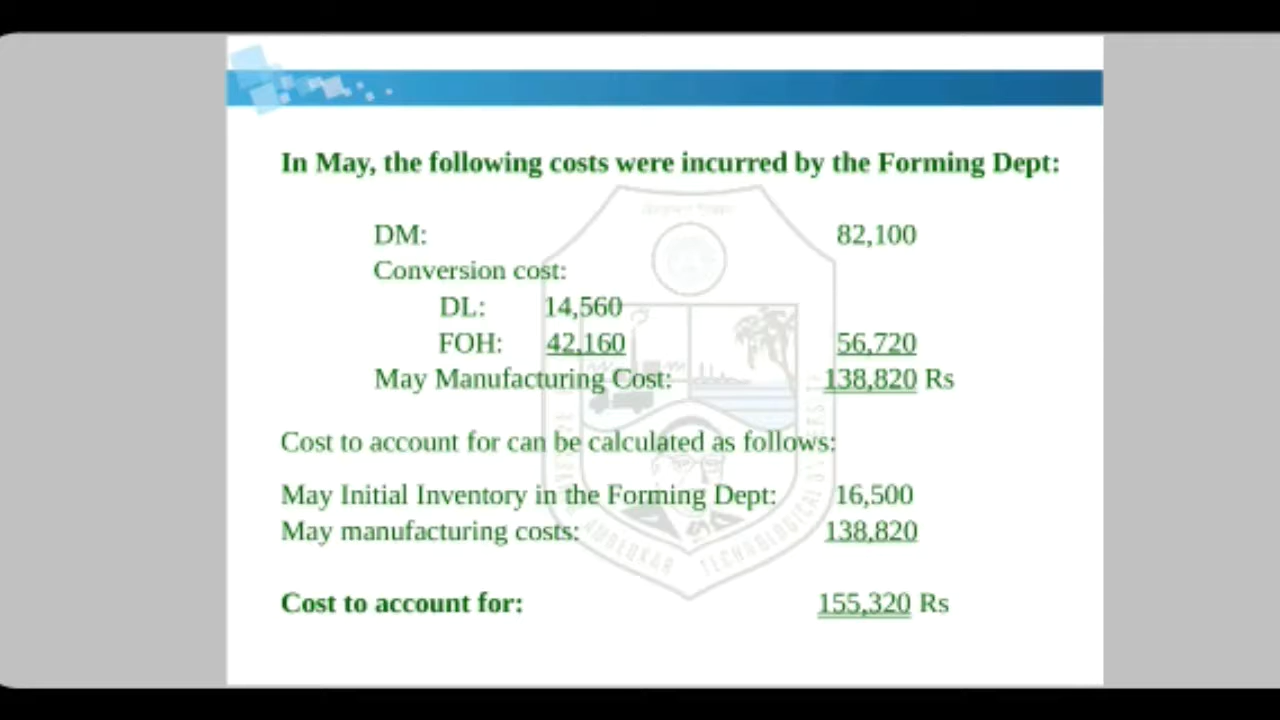 In May, the following costs were incurred by the Forming Dept:
DM: 82,100
Conversion cost:
DL: 14,560
FOH: 42,160 56,720
May Manufacturing Cost: 138,820 Rs
Cost to account for can be calculated as follows:
May Initial Inventory in the Forming Dept: 16,500
May manufacturing costs: 138,820
Cost to account for: 155,320 Rs
AMBEDKAR TECHNOLOGICAL